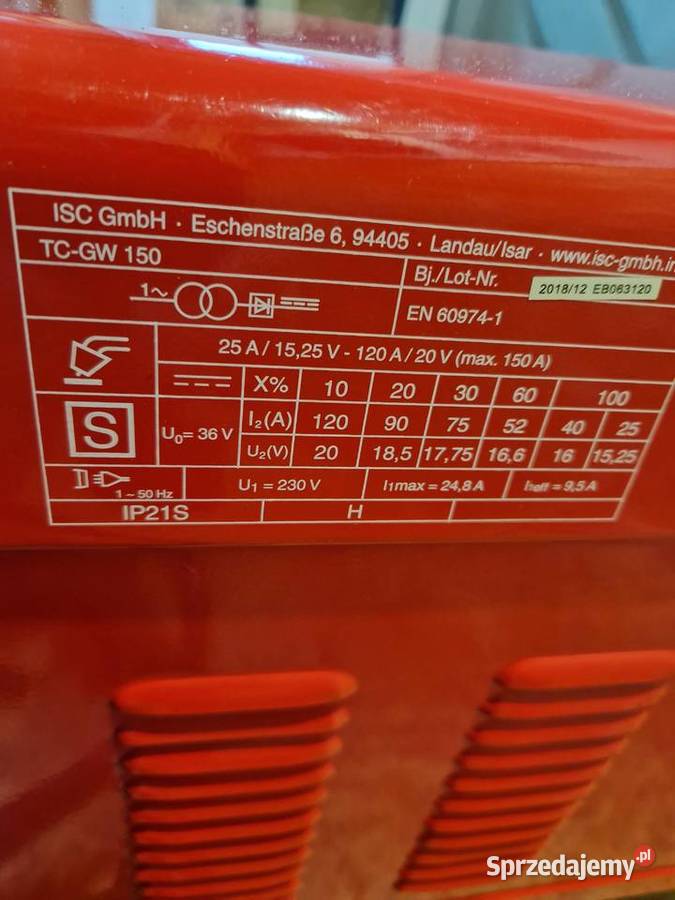 ISC GmbH · Eschenstraße 6, 94405 · Landau/Isar · www.isc-gmbh.in
TC-GW 150
Bj./Lot-Nr. 2018/12 EB063120
1~
EN 60974-1
25 A / 15,25 V - 120 A / 20 V (max. 150 A)
X% 10 20 30 60 100
S
U₀= 36 V
I₂(A) 120 90 75 52 40 25
U₂(V) 20 18,5 17,75 16,6 16 15,25
1 ~ 50 Hz
U₁ = 230 V
I₁max = 24,8 A
I₁eff = 9,5 A
IP21S H
Sprzedajemy.pl